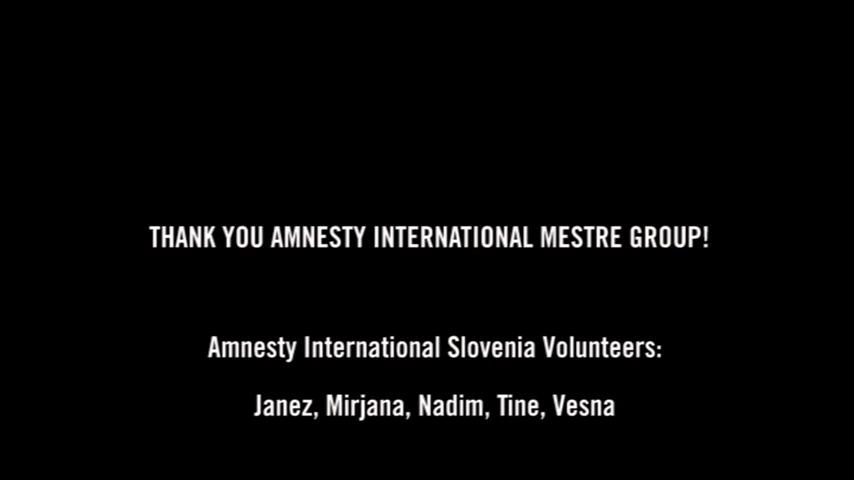 THANK YOU AMNESTY INTERNATIONAL MESTRE GROUP!
Amnesty International Slovenia Volunteers:
Janez, Mirjana, Nadim, Tine, Vesna